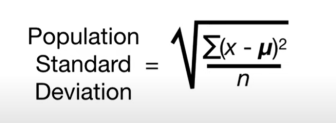 Population
Standard = √Σ(x - μ)²
n
Deviation